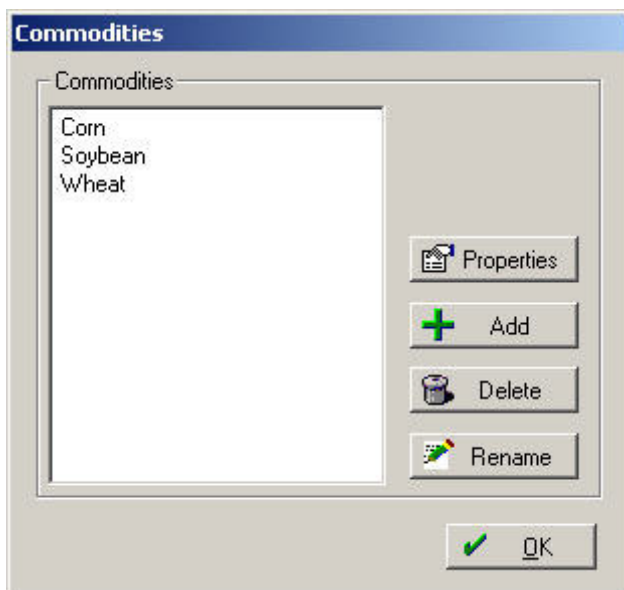 Commodities
Commodities
Corn
Soybean
Wheat
Properties
Add
Delete
Rename
OK